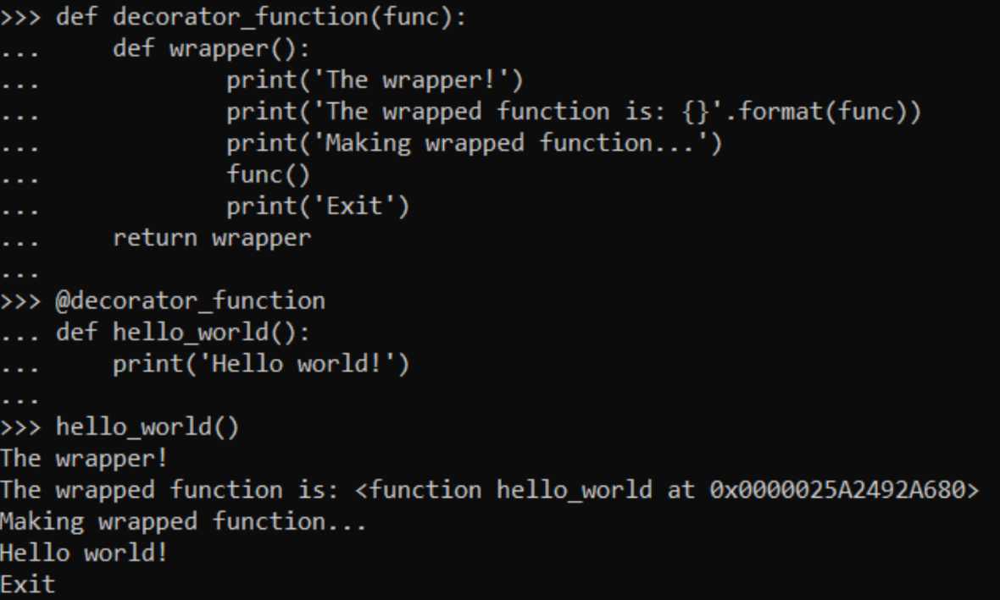 >>> def decorator_function(func):
...     def wrapper():
...             print('The wrapper!')
...             print('The wrapped function is: {}'.format(func))
...             print('Making wrapped function...')
...             func()
...             print('Exit')
...     return wrapper
...
>>> @decorator_function
... def hello_world():
...     print('Hello world!')
...
>>> hello_world()
The wrapper!
The wrapped function is: <function hello_world at 0x0000025A2492A680>
Making wrapped function...
Hello world!
Exit